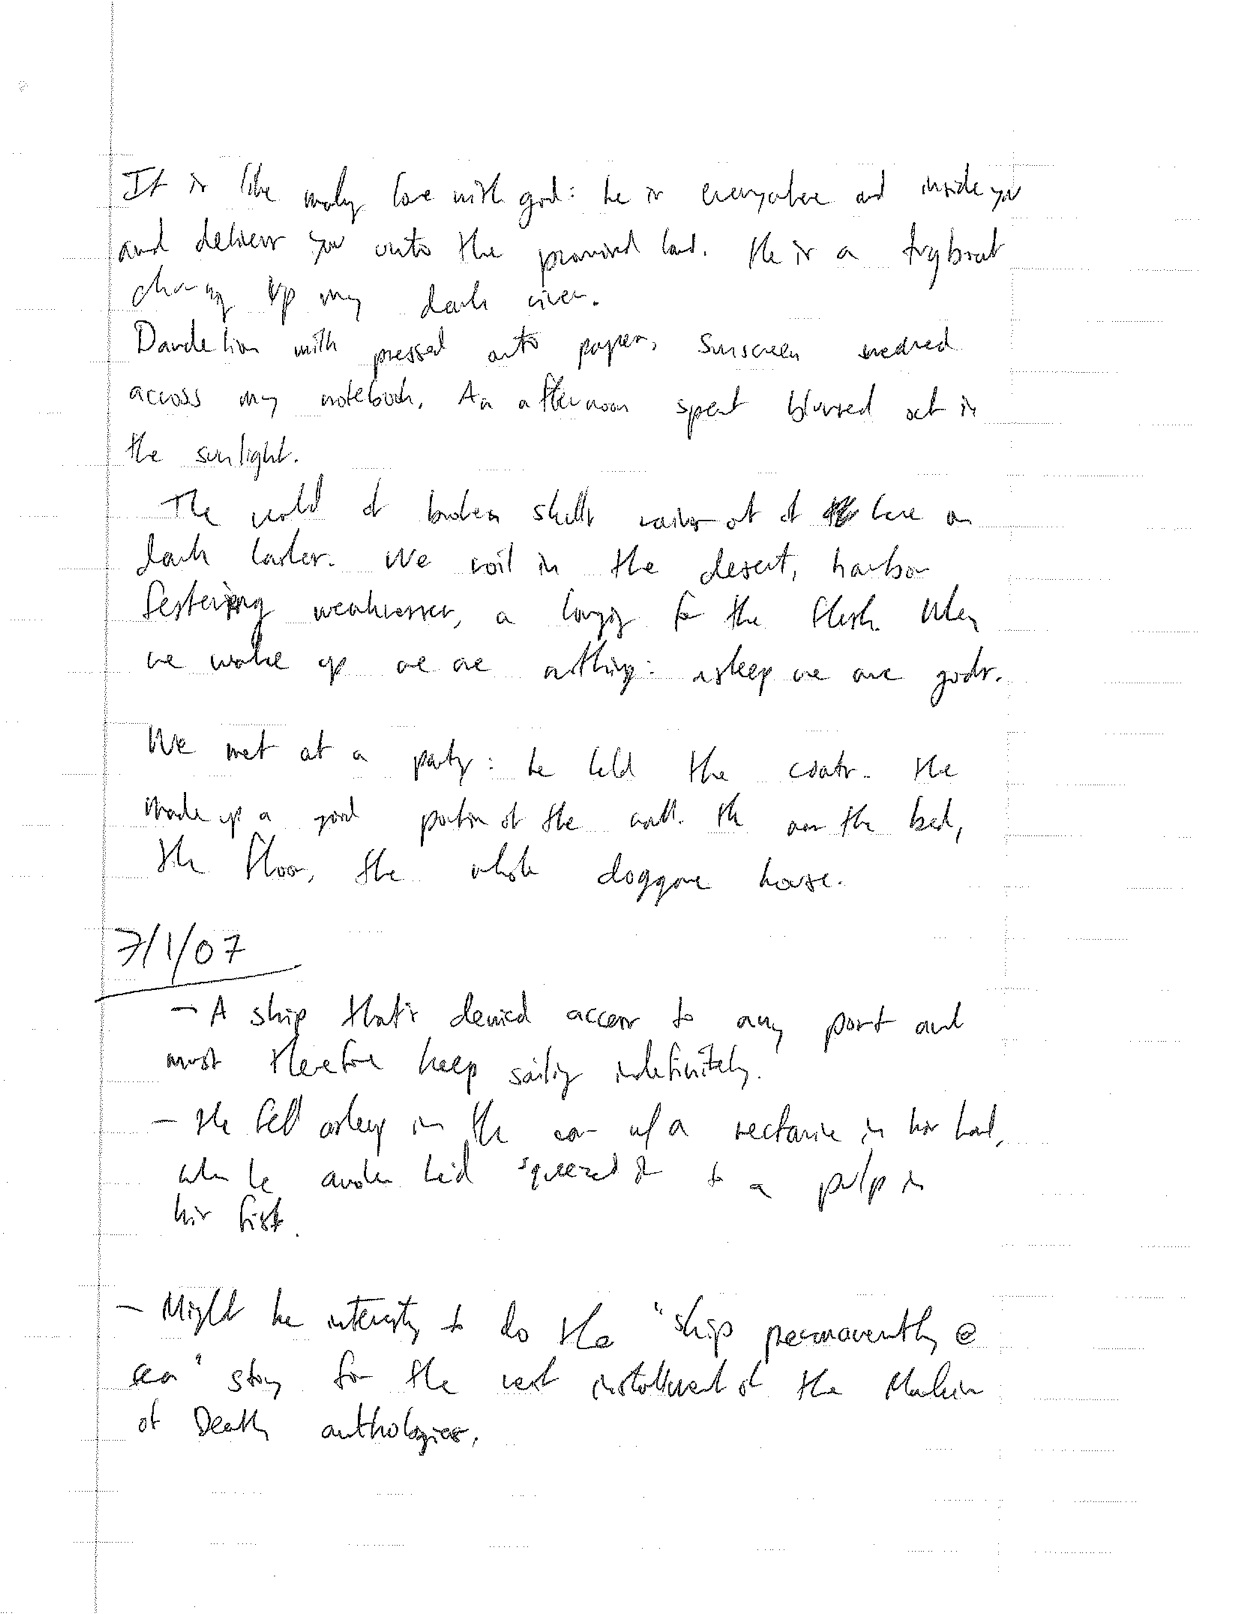 It is like making love with god: he is everywhere and inside you
and delivers you unto the promised land. He is a tugboat
chugging up my dark river.
Dandelion milk pressed onto paper, sunscreen smeared
across my notebook. An afternoon spent blurred out in
the sunlight.
The world of broken skulls out of here on
dark. We coil in the desert, harbor
festering weaknesses, a longing for the flesh. When
we wake up we are nothing: asleep we are gods.
We met at a party: he held the coats. He
made up a good portion of the wall. He was the bed,
the floor, the whole doggone house.
7/1/07
- A ship that's denied access to any port and
must therefore keep sailing indefinitely.
- He fell asleep in the car w/ a nectarine in his hand,
when he awoke he'd squeezed it to a pulp in
his fist.
- Might be interesting to do the "ship permanently @
sea" story for the next installment of the Machine
of Death anthologies.